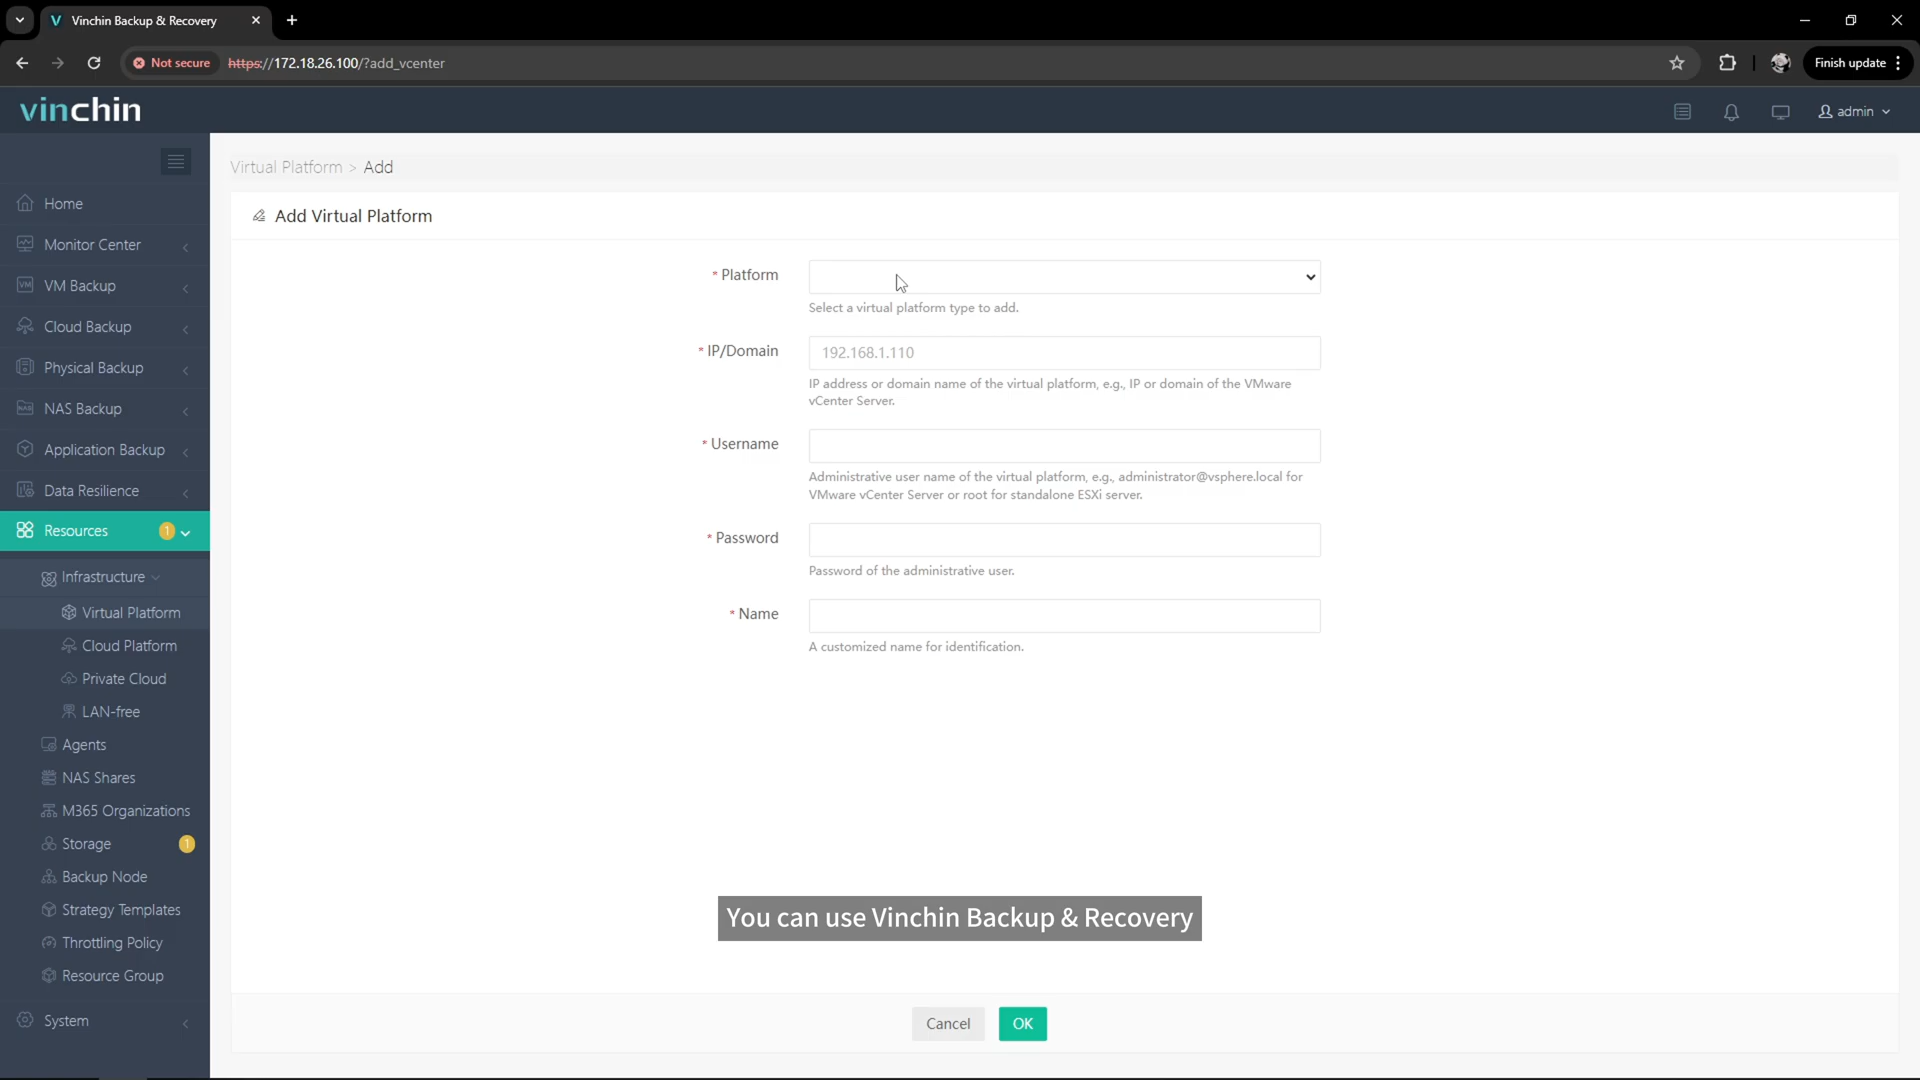 Vinchin Backup & Recovery
Not secure
https://172.18.26.100/?add_vcenter
Finish update
vinchin
admin
Virtual Platform > Add
Add Virtual Platform
Home
Monitor Center
VM Backup
Cloud Backup
Physical Backup
NAS Backup
Application Backup
Data Resilience
Resources 1
Infrastructure
Virtual Platform
Cloud Platform
Private Cloud
LAN-free
Agents
NAS Shares
M365 Organizations
Storage 1
Backup Node
Strategy Templates
Throttling Policy
Resource Group
System
* Platform
Select a virtual platform type to add.
* IP/Domain
192.168.1.110
IP address or domain name of the virtual platform, e.g., IP or domain of the VMware
vCenter Server.
* Username
Administrative user name of the virtual platform, e.g., administrator@vsphere.local for
VMware vCenter Server or root for standalone ESXi server.
* Password
Password of the administrative user.
* Name
A customized name for identification.
You can use Vinchin Backup & Recovery
Cancel
OK